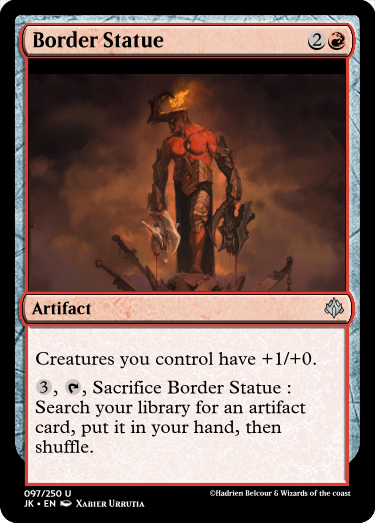 Border Statue 2
Artifact
Creatures you control have +1/+0.
3, , Sacrifice Border Statue :
Search your library for an artifact
card, put it in your hand, then
shuffle.
097/250 U
JK • EN Xabier Urrutia
©Hadrien Belcour & Wizards of the coast